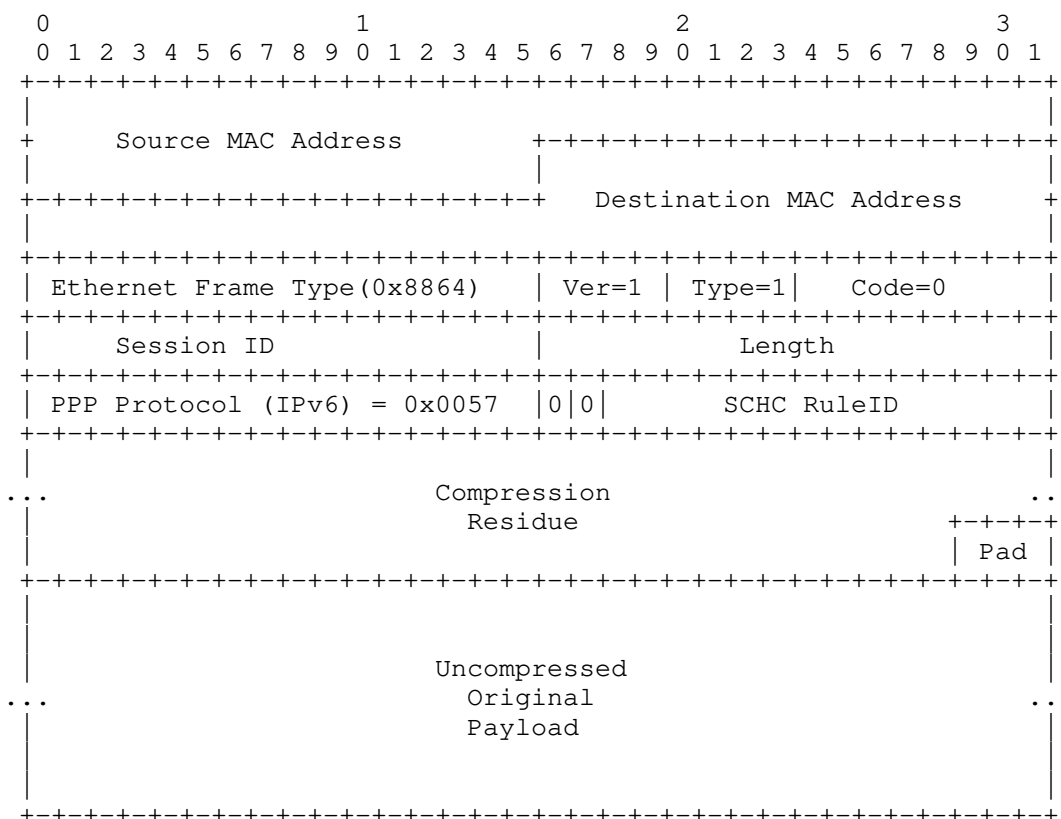 0                   1                   2                   3
0 1 2 3 4 5 6 7 8 9 0 1 2 3 4 5 6 7 8 9 0 1 2 3 4 5 6 7 8 9 0 1
+-+-+-+-+-+-+-+-+-+-+-+-+-+-+-+-+-+-+-+-+-+-+-+-+-+-+-+-+-+-+-+-+
|                                                               |
+     Source MAC Address        +-+-+-+-+-+-+-+-+-+-+-+-+-+-+-+-+
|                               |                               |
+-+-+-+-+-+-+-+-+-+-+-+-+-+-+-+-+   Destination MAC Address     +
|                                                               |
+-+-+-+-+-+-+-+-+-+-+-+-+-+-+-+-+-+-+-+-+-+-+-+-+-+-+-+-+-+-+-+-+
| Ethernet Frame Type(0x8864)   | Ver=1 | Type=1|   Code=0      |
+-+-+-+-+-+-+-+-+-+-+-+-+-+-+-+-+-+-+-+-+-+-+-+-+-+-+-+-+-+-+-+-+
|     Session ID                |            Length             |
+-+-+-+-+-+-+-+-+-+-+-+-+-+-+-+-+-+-+-+-+-+-+-+-+-+-+-+-+-+-+-+-+
| PPP Protocol (IPv6) = 0x0057  |0|0|       SCHC RuleID         |
+-+-+-+-+-+-+-+-+-+-+-+-+-+-+-+-+-+-+-+-+-+-+-+-+-+-+-+-+-+-+-+-+
|                                                               |
...                        Compression                          ..
|                            Residue                      +-+-+-+
|                                                         | Pad |
+-+-+-+-+-+-+-+-+-+-+-+-+-+-+-+-+-+-+-+-+-+-+-+-+-+-+-+-+-+-+-+-+
|                                                               |
|                                                               |
|                         Uncompressed                          |
...                         Original                            ..
|                           Payload                             |
|                                                               |
|                                                               |
+-+-+-+-+-+-+-+-+-+-+-+-+-+-+-+-+-+-+-+-+-+-+-+-+-+-+-+-+-+-+-+-+